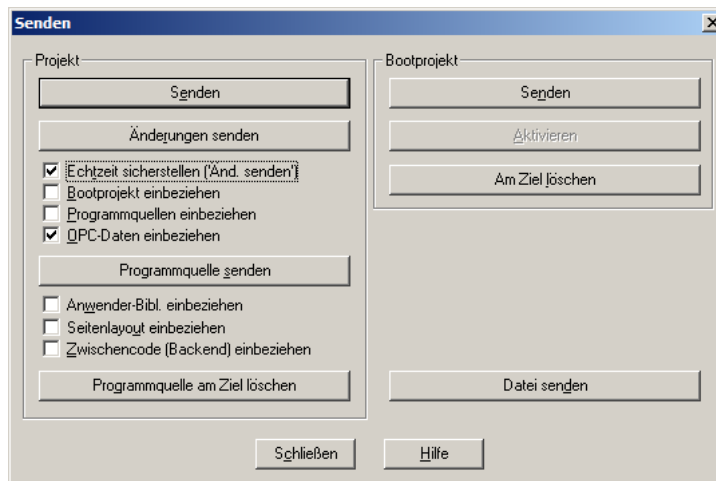 Senden
Projekt
Senden
Änderungen senden
Echtzeit sicherstellen ('Änd. senden')
Bootprojekt einbeziehen
Programmquellen einbeziehen
OPC-Daten einbeziehen
Programmquelle senden
Anwender-Bibl. einbeziehen
Seitenlayout einbeziehen
Zwischencode (Backend) einbeziehen
Programmquelle am Ziel löschen
Bootprojekt
Senden
Aktivieren
Am Ziel löschen
Datei senden
Schließen
Hilfe